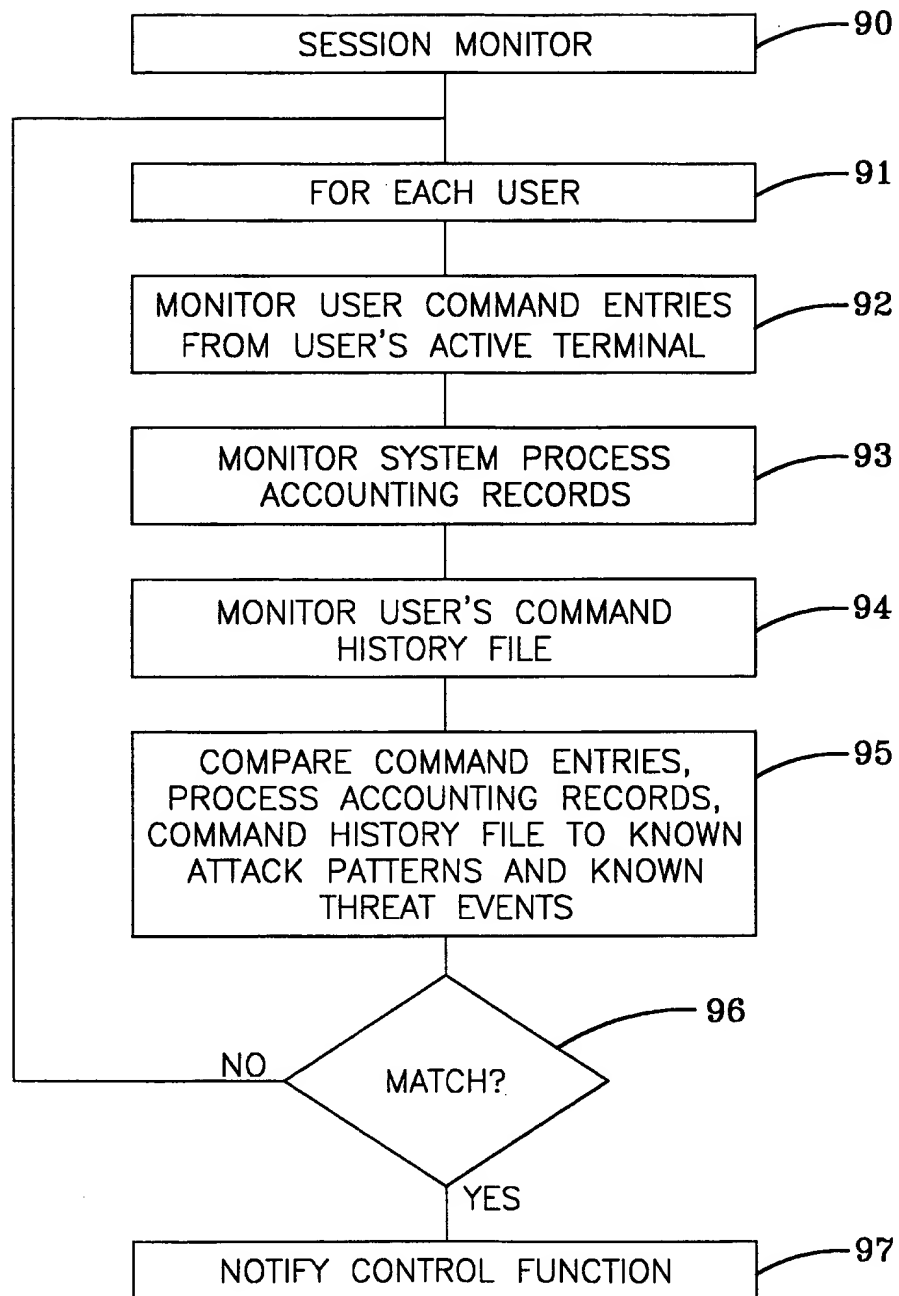 SESSION MONITOR
90
FOR EACH USER
91
MONITOR USER COMMAND ENTRIES
FROM USER'S ACTIVE TERMINAL
92
MONITOR SYSTEM PROCESS
ACCOUNTING RECORDS
93
MONITOR USER'S COMMAND
HISTORY FILE
94
COMPARE COMMAND ENTRIES,
PROCESS ACCOUNTING RECORDS,
COMMAND HISTORY FILE TO KNOWN
ATTACK PATTERNS AND KNOWN
THREAT EVENTS
95
96
NO
MATCH?
YES
NOTIFY CONTROL FUNCTION
97